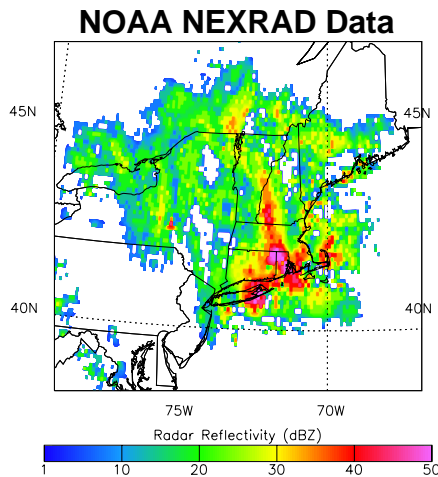 NOAA NEXRAD Data
45N 45N
40N 40N
75W 70W
Radar Reflectivity (dBZ)
1 10 20 30 40 50